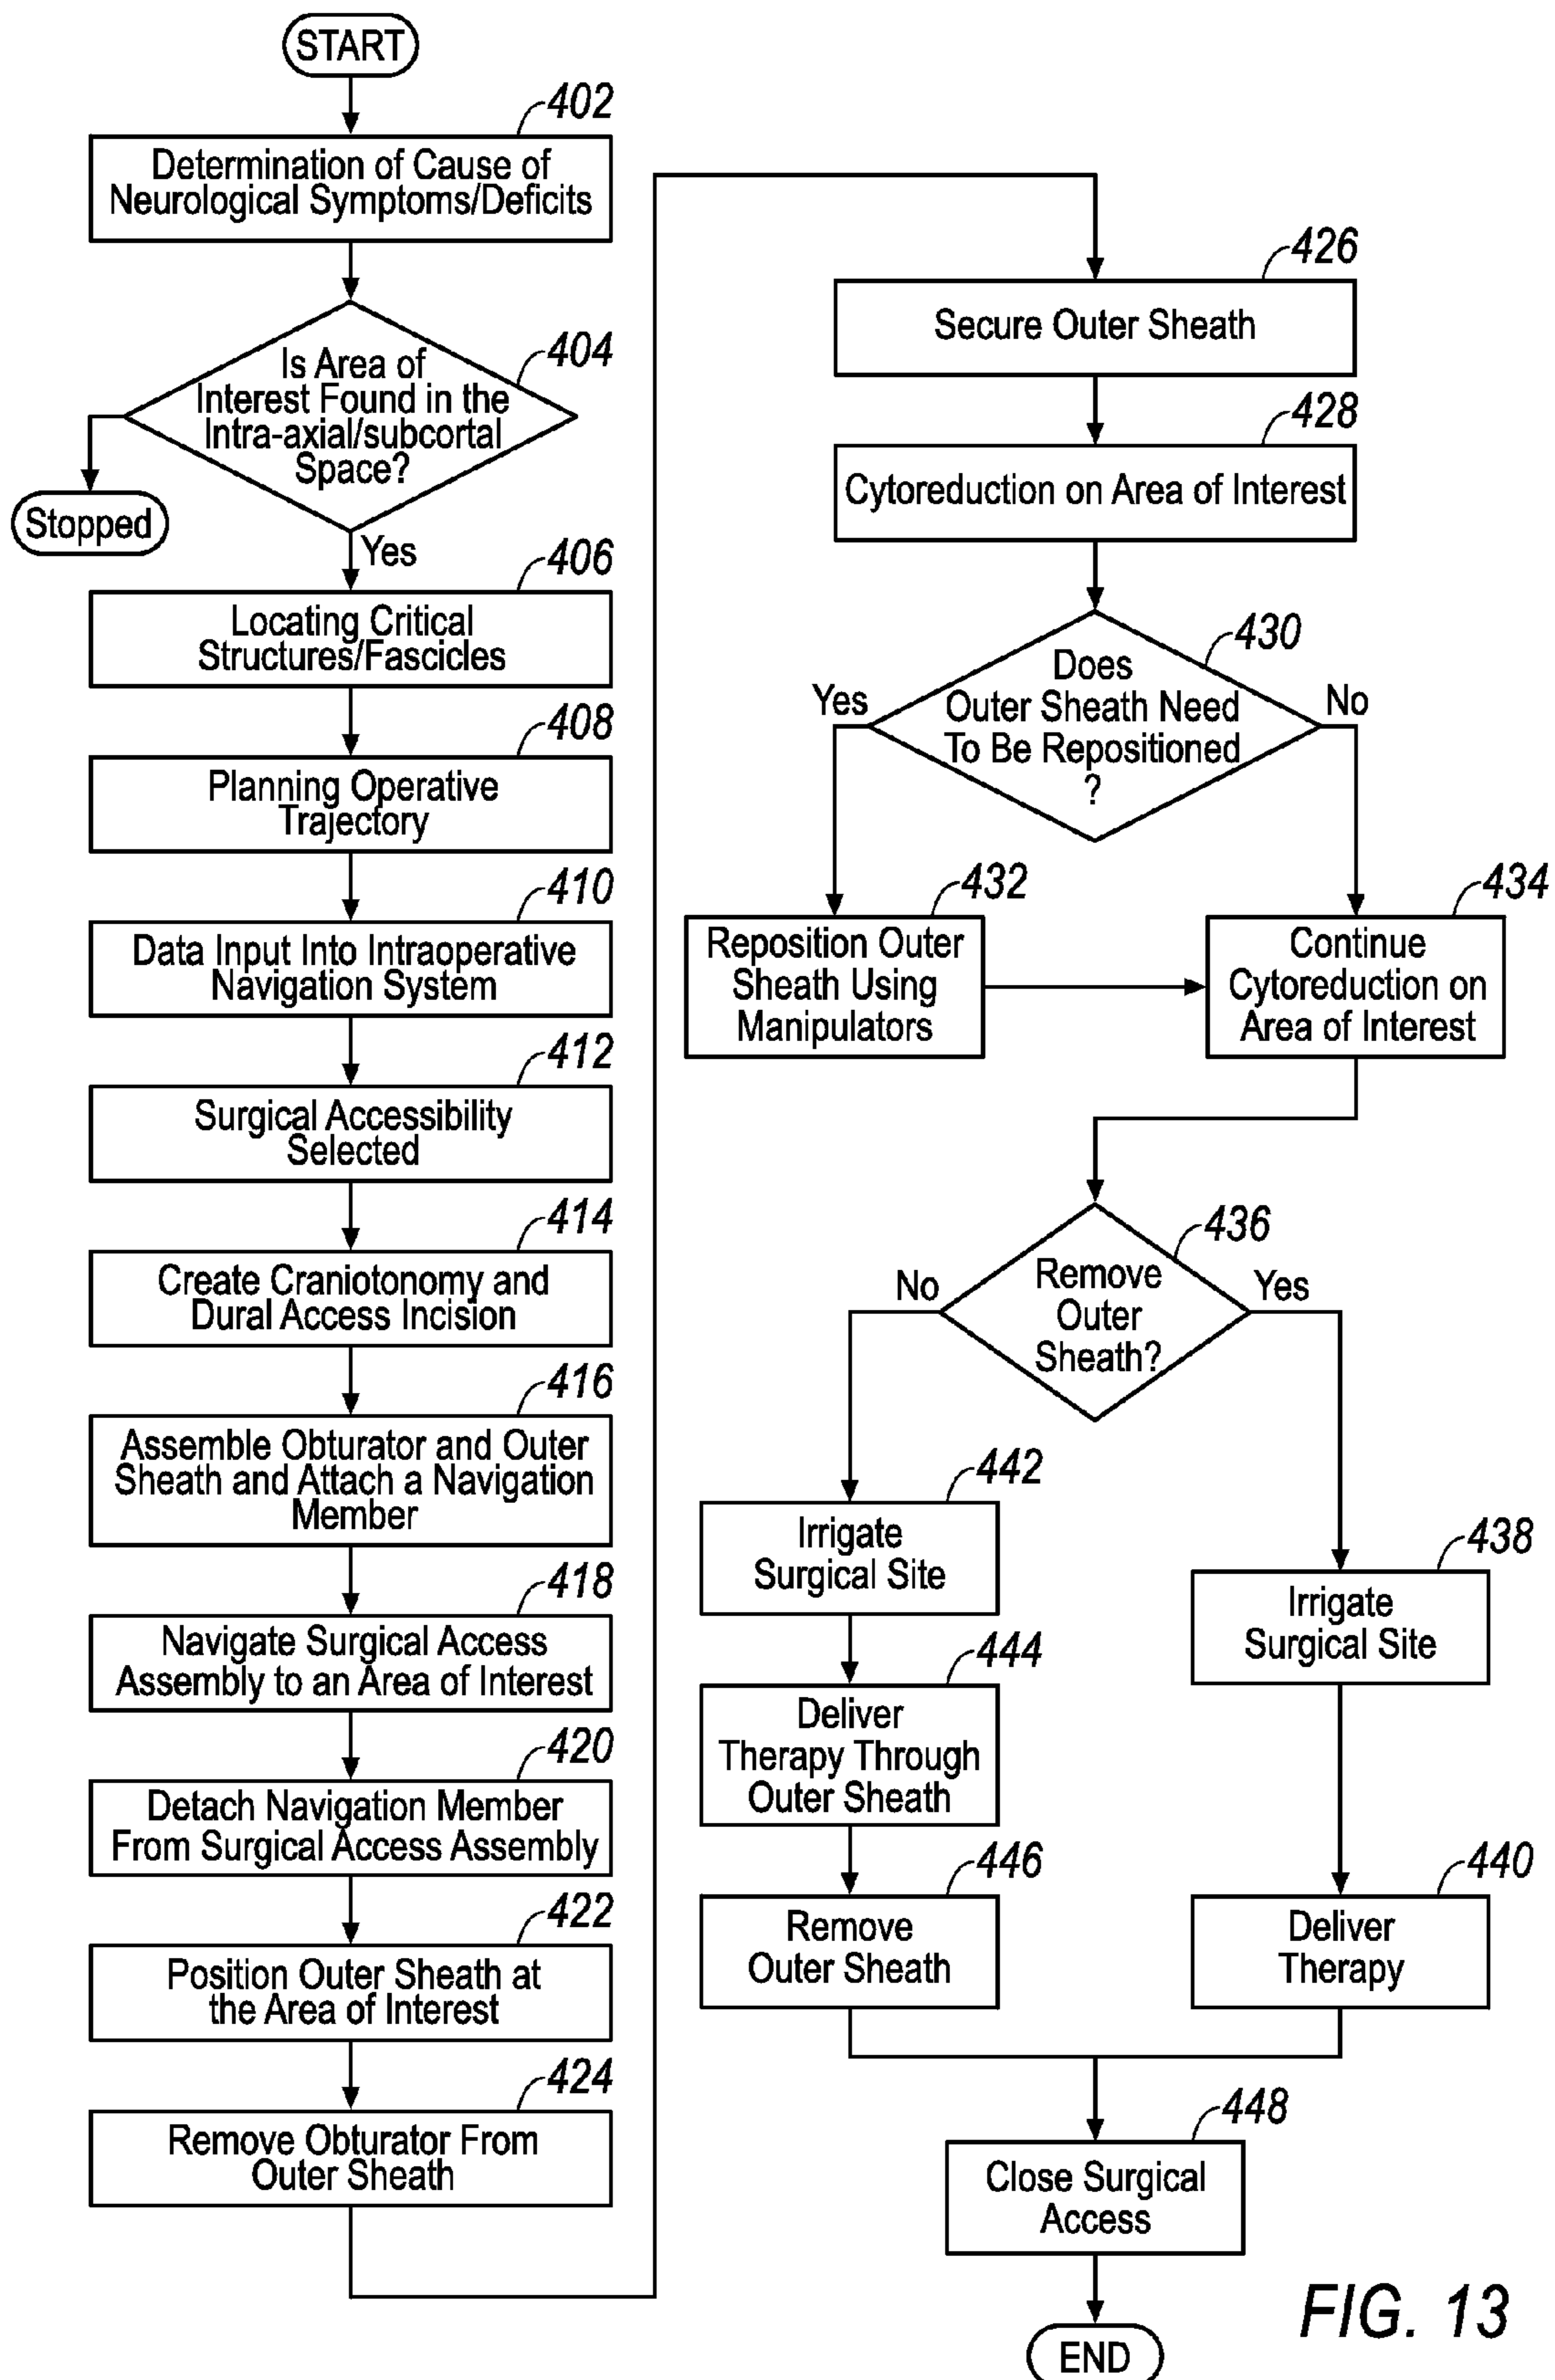 START
402
Determination of Cause of
Neurological Symptoms/Deficits
404
Is Area of
Interest Found in the
Intra-axial/subcortal
Space?
Stopped
Yes
406
Locating Critical
Structures/Fascicles
408
Planning Operative
Trajectory
410
Data Input Into Intraoperative
Navigation System
412
Surgical Accessibility
Selected
414
Create Craniotonomy and
Dural Access Incision
416
Assemble Obturator and Outer
Sheath and Attach a Navigation
Member
418
Navigate Surgical Access
Assembly to an Area of Interest
420
Detach Navigation Member
From Surgical Access Assembly
422
Position Outer Sheath at
the Area of Interest
424
Remove Obturator From
Outer Sheath
426
Secure Outer Sheath
428
Cytoreduction on Area of Interest
430
Does
Outer Sheath Need
To Be Repositioned
?
Yes
No
432
Reposition Outer
Sheath Using
Manipulators
434
Continue
Cytoreduction on
Area of Interest
436
Remove
Outer
Sheath?
No
Yes
442
Irrigate
Surgical Site
444
Deliver
Therapy Through
Outer Sheath
446
Remove
Outer Sheath
438
Irrigate
Surgical Site
440
Deliver
Therapy
448
Close Surgical
Access
END
FIG. 13